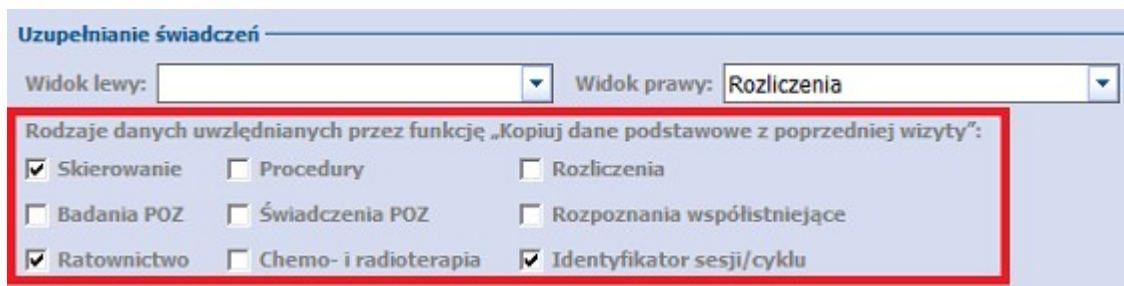 Uzupełnianie świadczeń
Widok lewy: Widok prawy: Rozliczenia
Rodzaje danych uwzlędnianych przez funkcję „Kopiuj dane podstawowe z poprzedniej wizyty”:
Skierowanie Procedury Rozliczenia
Badania POZ Świadczenia POZ Rozpoznania współistniejące
Ratownictwo Chemo- i radioterapia Identyfikator sesji/cyklu